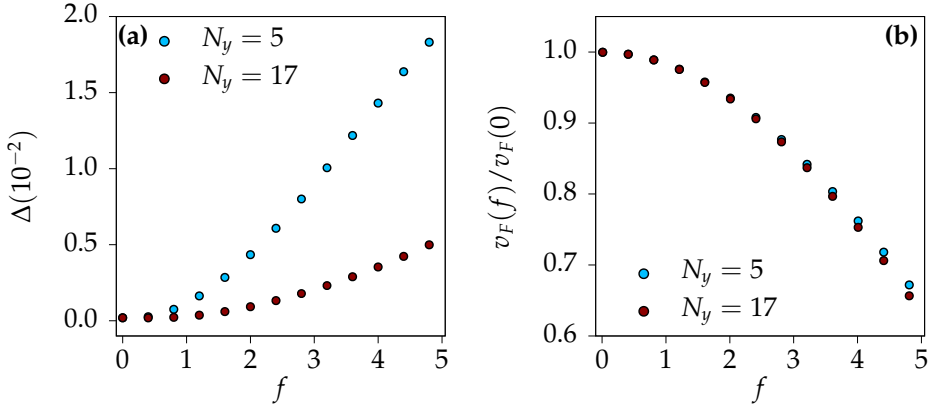 (a)
N_y = 5
N_y = 17
2.0
1.5
1.0
0.5
0.0
Δ(10⁻²)
0 1 2 3 4 5
f
(b)
1.0
0.9
0.8
0.7
0.6
v_F(f)/v_F(0)
N_y = 5
N_y = 17
0 1 2 3 4 5
f